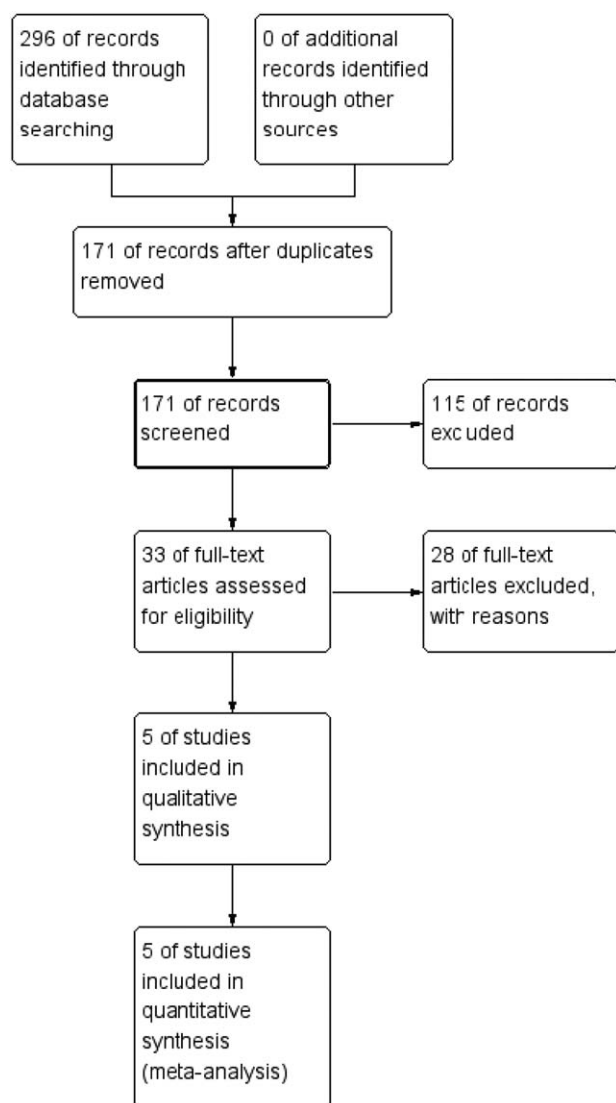 296 of records
identified through
database
searching
0 of additional
records identified
through other
sources
171 of records after duplicates
removed
171 of records
screened
115 of records
excluded
33 of full-text
articles assessed
for eligibility
28 of full-text
articles excluded,
with reasons
5 of studies
included in
qualitative
synthesis
5 of studies
included in
quantitative
synthesis
(meta-analysis)